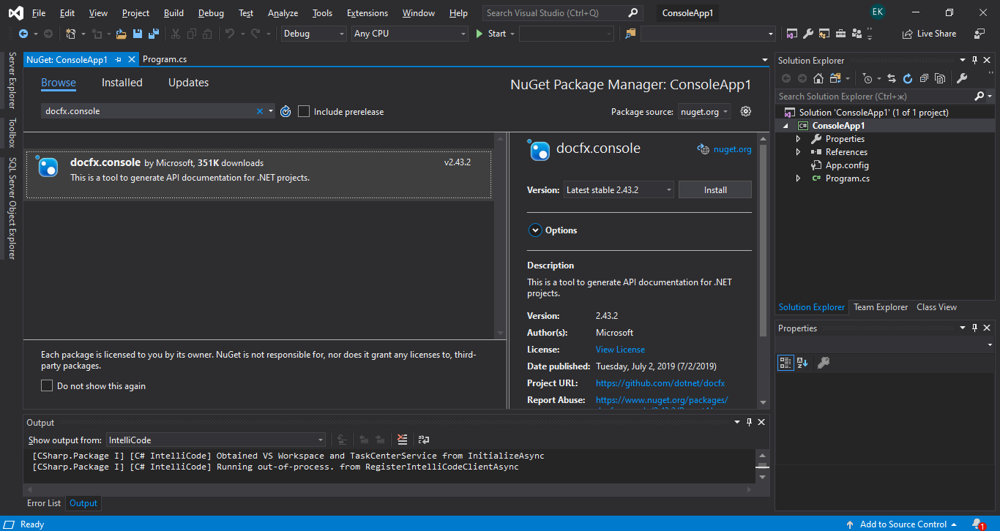 File Edit View Project Build Debug Test Analyze Tools Extensions Window Help Search Visual Studio (Ctrl+Q) ConsoleApp1 EK
Debug Any CPU Start Live Share
Server Explorer
Toolbox
SQL Server Object Explorer
NuGet: ConsoleApp1 Program.cs
Browse Installed Updates NuGet Package Manager: ConsoleApp1
docfx.console Include prerelease Package source: nuget.org
docfx.console by Microsoft, 351K downloads v2.43.2
This is a tool to generate API documentation for .NET projects.
Each package is licensed to you by its owner. NuGet is not responsible for, nor does it grant any licenses to, third-
party packages.
Do not show this again
docfx.console nuget.org
Version: Latest stable 2.43.2 Install
Options
Description
This is a tool to generate API documentation for .NET
projects.
Version: 2.43.2
Author(s): Microsoft
License: View License
Date published: Tuesday, July 2, 2019 (7/2/2019)
Project URL: https://github.com/dotnet/docfx
Report Abuse: https://www.nuget.org/packages/
Solution Explorer
Search Solution Explorer (Ctrl+ж)
Solution 'ConsoleApp1' (1 of 1 project)
C# ConsoleApp1
Properties
References
App.config
C# Program.cs
Solution Explorer Team Explorer Class View
Properties
Output
Show output from: IntelliCode
[CSharp.Package I] [C# IntelliCode] Obtained VS Workspace and TaskCenterService from InitializeAsync
[CSharp.Package I] [C# IntelliCode] Running out-of-process. from RegisterIntelliCodeClientAsync
Error List Output
Ready Add to Source Control 1